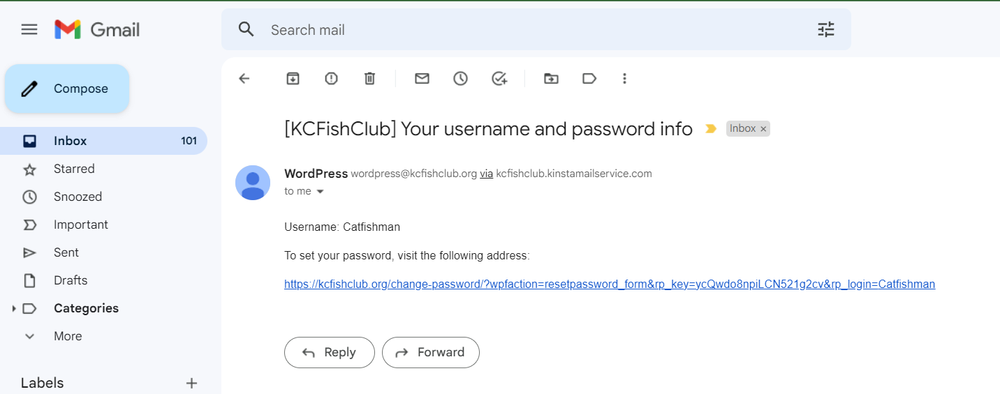 Gmail
Search mail
Compose
Inbox 101
Starred
Snoozed
Important
Sent
Drafts
Categories
More
Labels
[KCFishClub] Your username and password info Inbox ×
WordPress wordpress@kcfishclub.org via kcfishclub.kinstamailservice.com
to me
Username: Catfishman
To set your password, visit the following address:
https://kcfishclub.org/change-password/?wpfaction=resetpassword_form&rp_key=ycQwdo8npiLCN521g2cv&rp_login=Catfishman
Reply Forward